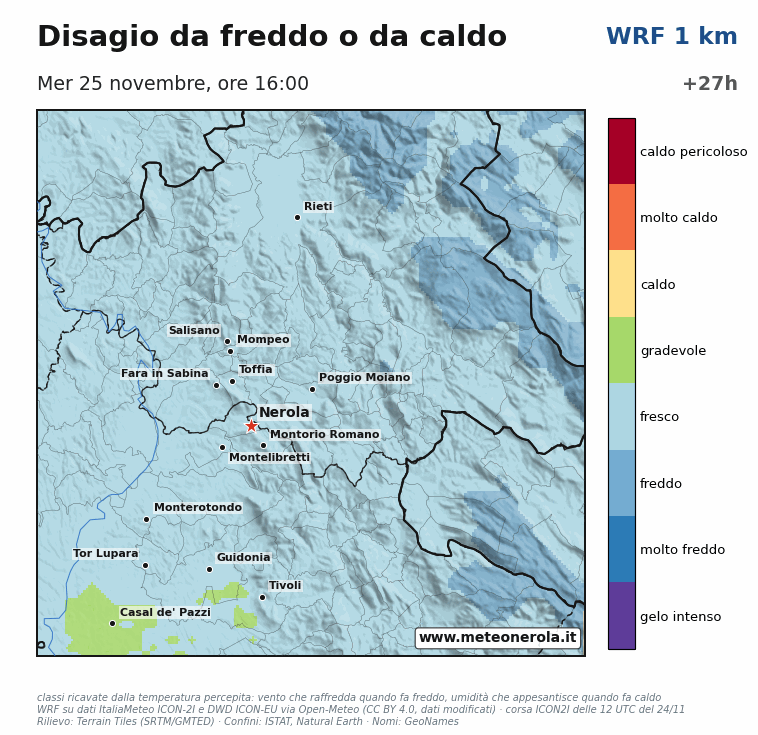 Disagio da freddo o da caldo
WRF 1 km
Mer 25 novembre, ore 16:00
+27h
caldo pericoloso
molto caldo
caldo
gradevole
fresco
freddo
molto freddo
gelo intenso
Rieti
Salisano
Mompeo
Toffia
Fara in Sabina
Poggio Moiano
Nerola
Montorio Romano
Montelibretti
Monterotondo
Tor Lupara
Guidonia
Tivoli
Casal de' Pazzi
www.meteonerola.it
classi ricavate dalla temperatura percepita: vento che raffredda quando fa freddo, umidità che appesantisce quando fa caldo
WRF su dati ItaliaMeteo ICON-2I e DWD ICON-EU via Open-Meteo (CC BY 4.0, dati modificati) · corsa ICON2I delle 12 UTC del 24/11
Rilievo: Terrain Tiles (SRTM/GMTED) · Confini: ISTAT, Natural Earth · Nomi: GeoNames